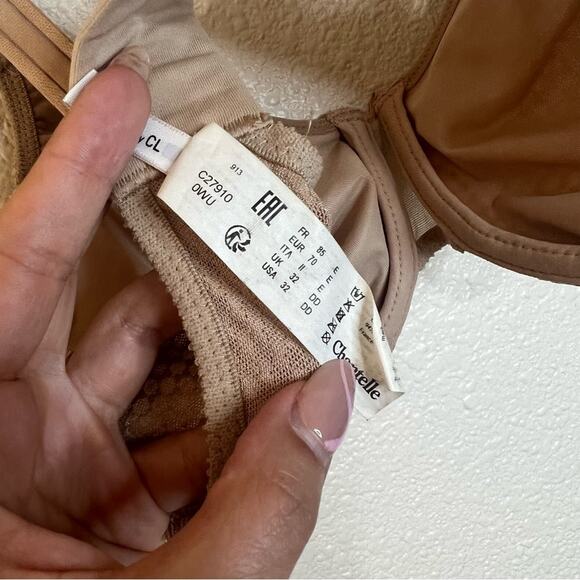 CL
913
C27910
0WU
EAC
FR 85 E
EUR 70 E
ITA II E
UK 32 DD
USA 32 DD
Chantelle